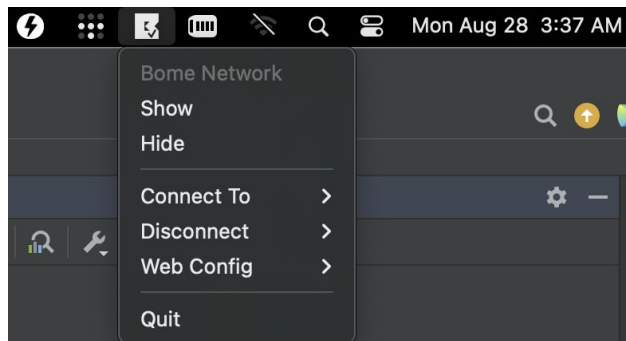 Mon Aug 28 3:37 AM
Bome Network
Show
Hide
Connect To
Disconnect
Web Config
Quit